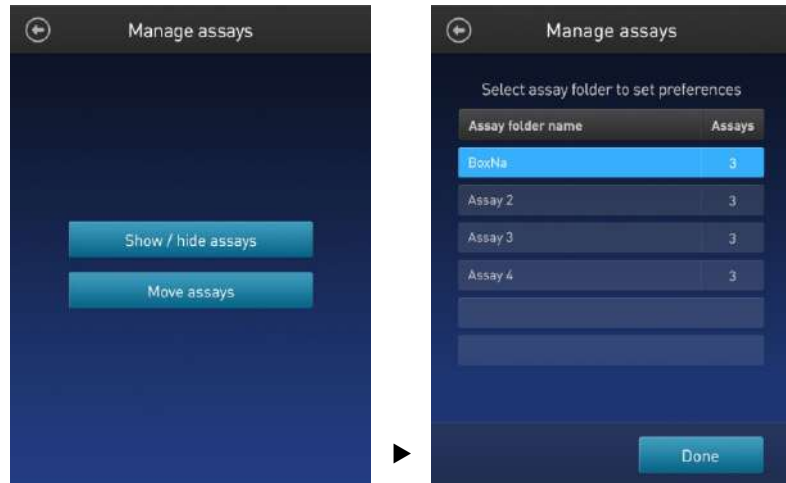 Manage assays
Show / hide assays
Move assays
Manage assays
Select assay folder to set preferences
Assay folder name Assays
BoxNa 3
Assay 2 3
Assay 3 3
Assay 4 3
Done